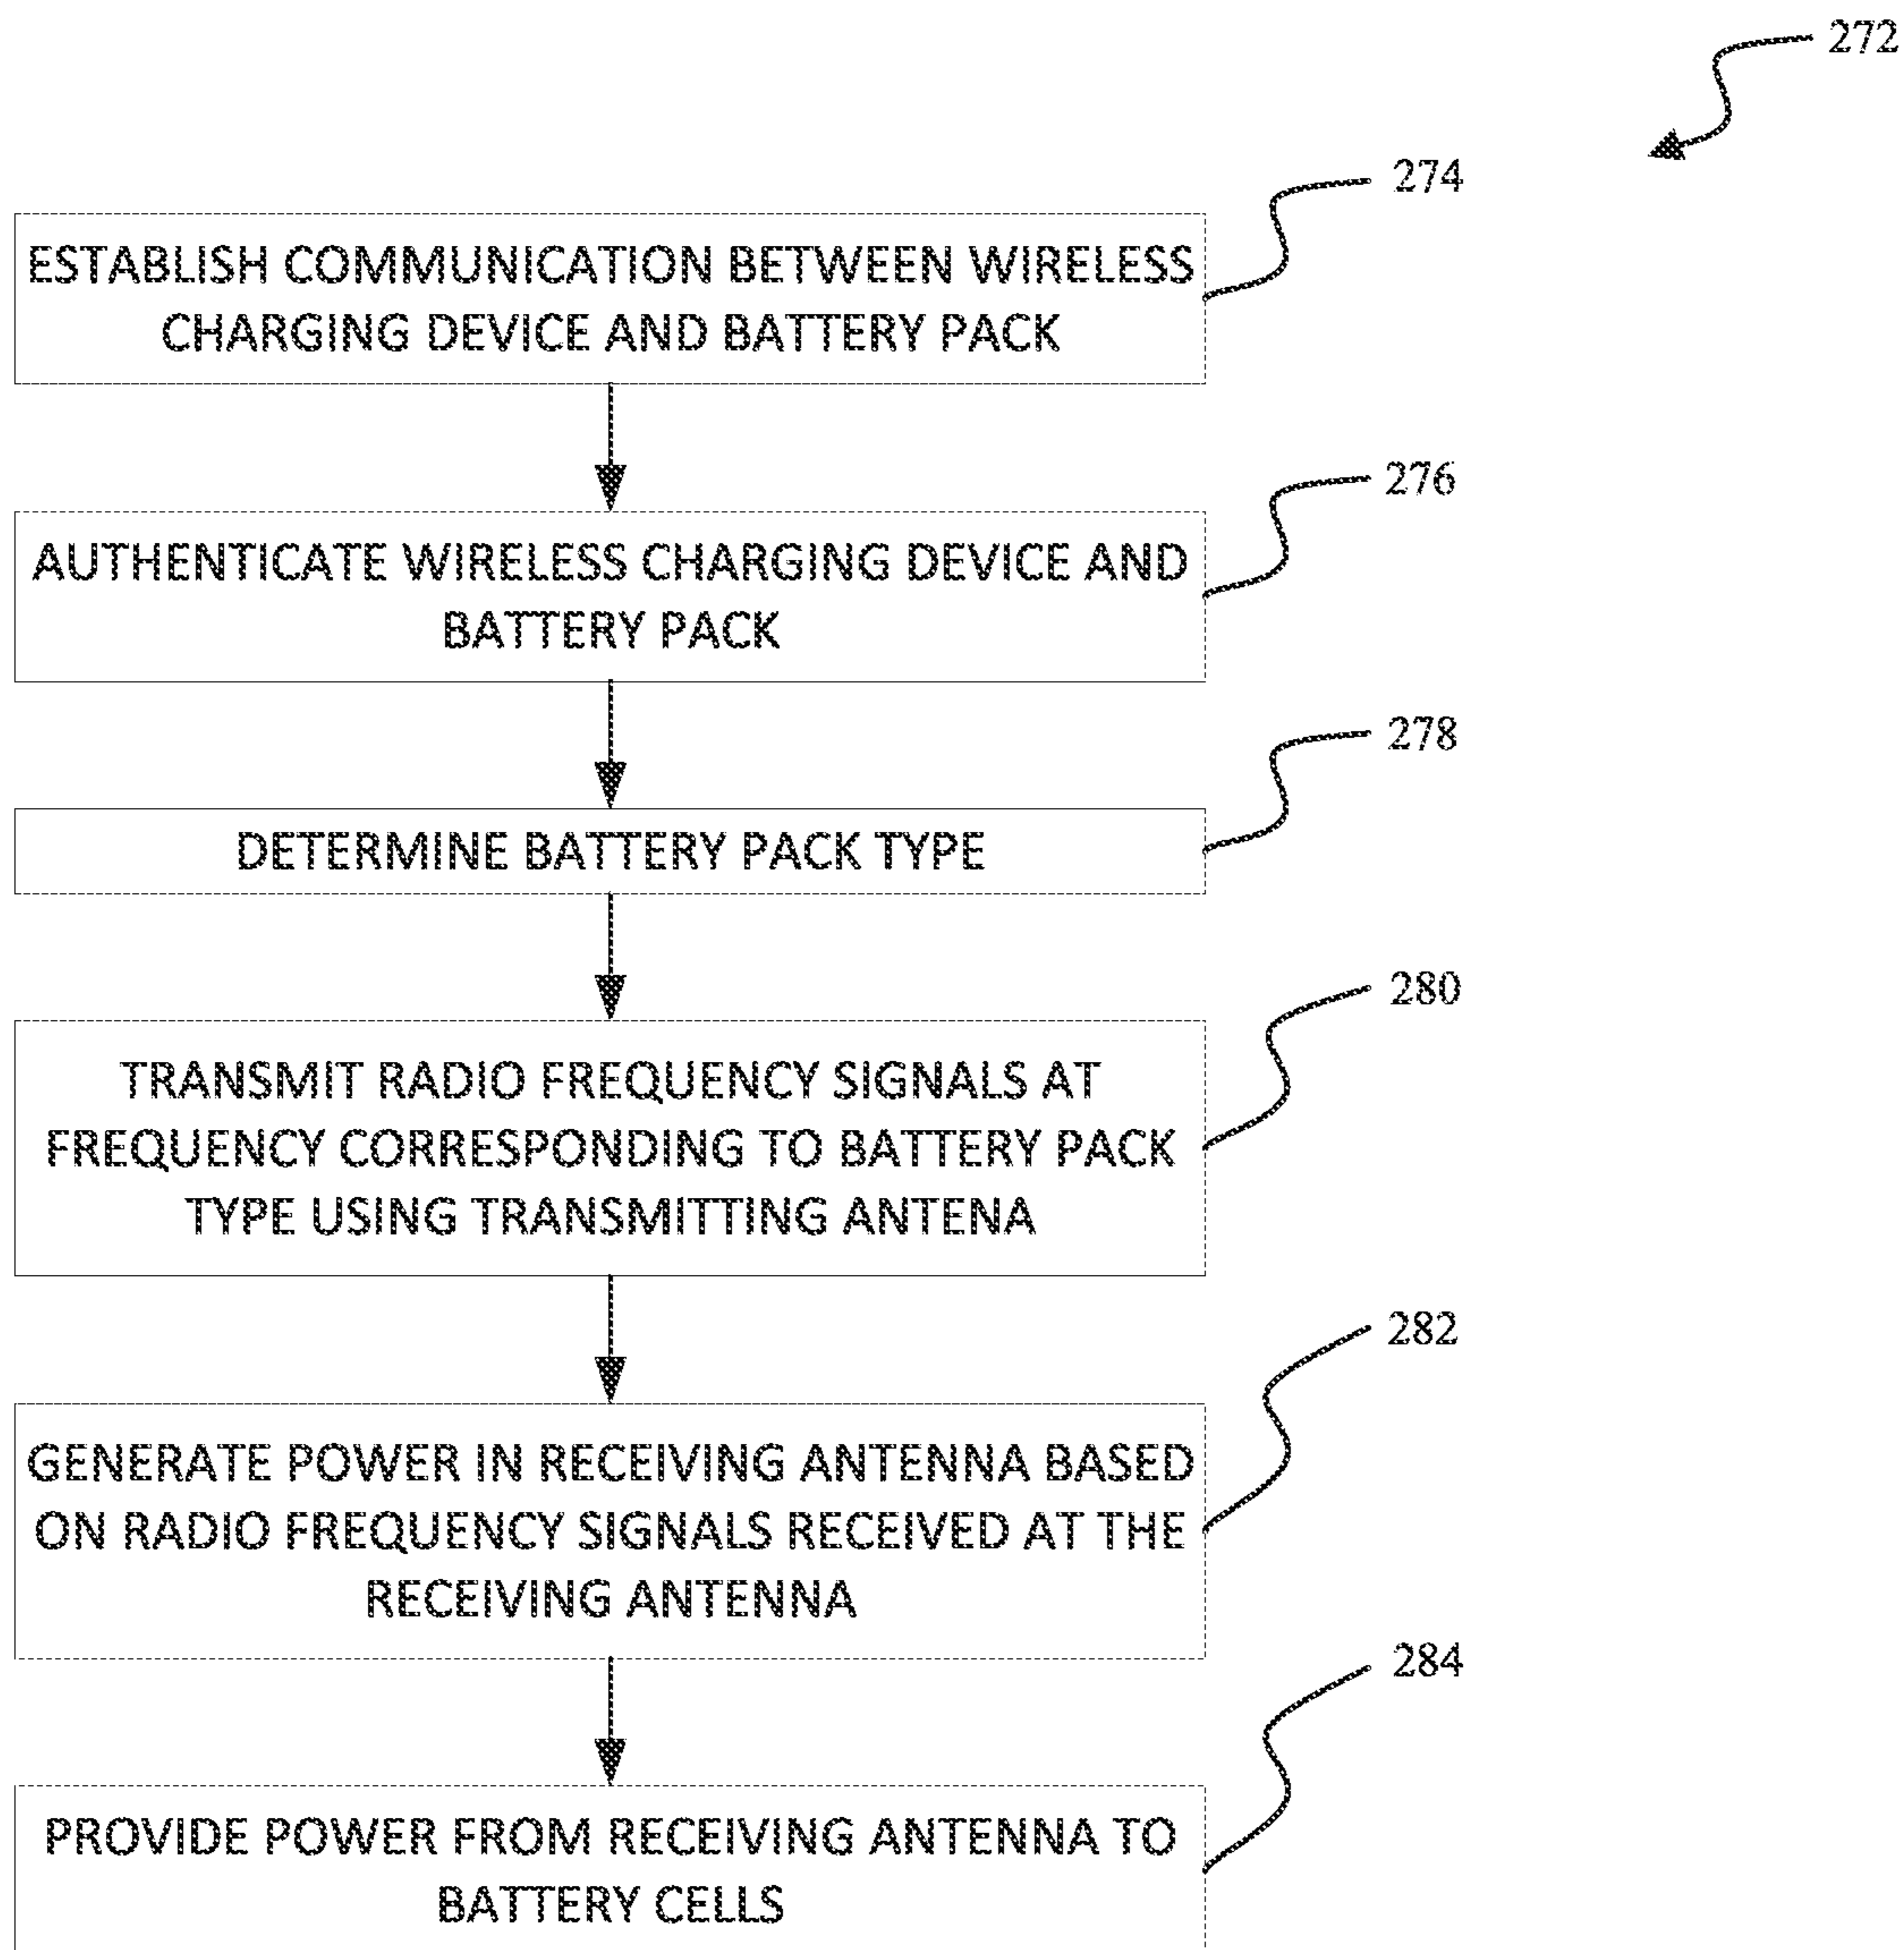 272
274
ESTABLISH COMMUNICATION BETWEEN WIRELESS
CHARGING DEVICE AND BATTERY PACK
276
AUTHENTICATE WIRELESS CHARGING DEVICE AND
BATTERY PACK
278
DETERMINE BATTERY PACK TYPE
280
TRANSMIT RADIO FREQUENCY SIGNALS AT
FREQUENCY CORRESPONDING TO BATTERY PACK
TYPE USING TRANSMITTING ANTENA
282
GENERATE POWER IN RECEIVING ANTENNA BASED
ON RADIO FREQUENCY SIGNALS RECEIVED AT THE
RECEIVING ANTENNA
284
PROVIDE POWER FROM RECEIVING ANTENNA TO
BATTERY CELLS